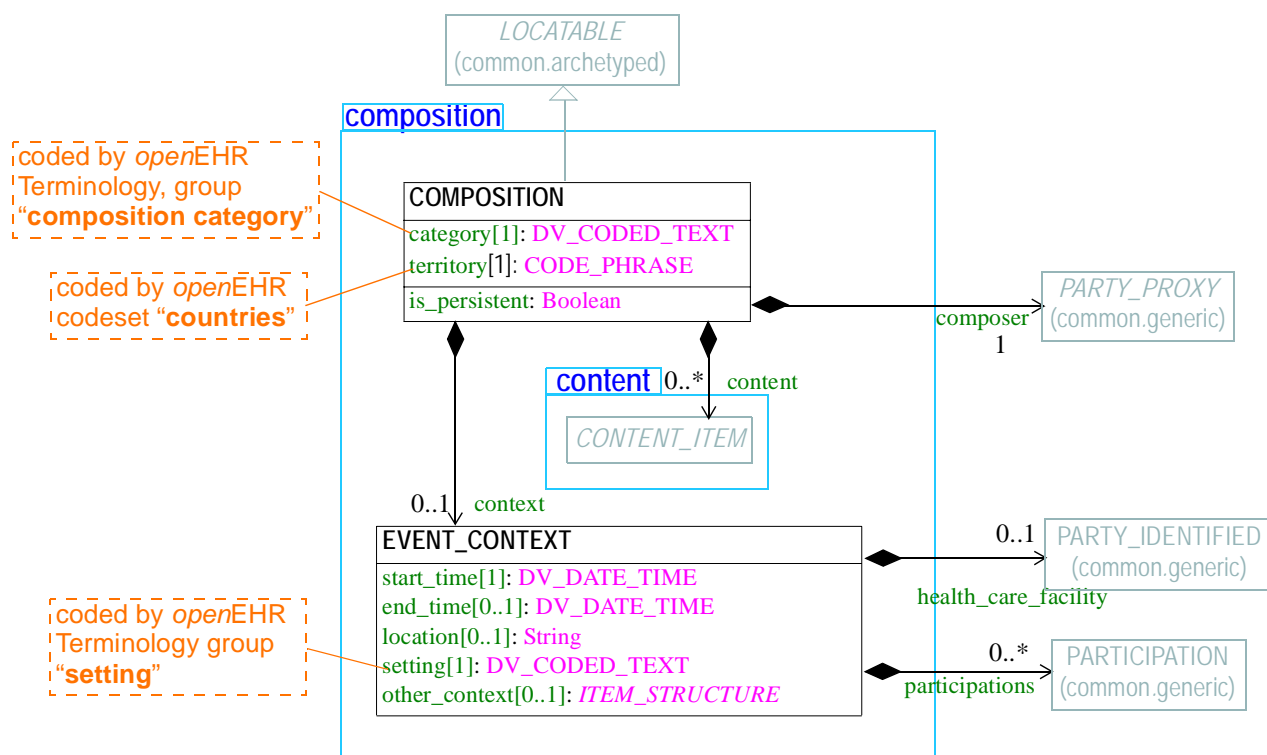 LOCATABLE
(common.archetyped)
composition
coded by openEHR
Terminology, group
“composition category”
COMPOSITION
category[1]: DV_CODED_TEXT
territory[1]: CODE_PHRASE
is_persistent: Boolean
coded by openEHR
codeset “countries”
PARTY_PROXY
(common.generic)
composer
1
content
0..*
content
CONTENT_ITEM
0..1
context
EVENT_CONTEXT
start_time[1]: DV_DATE_TIME
end_time[0..1]: DV_DATE_TIME
location[0..1]: String
setting[1]: DV_CODED_TEXT
other_context[0..1]: ITEM_STRUCTURE
0..1
PARTY_IDENTIFIED
(common.generic)
health_care_facility
coded by openEHR
Terminology group
“setting”
0..*
PARTICIPATION
(common.generic)
participations